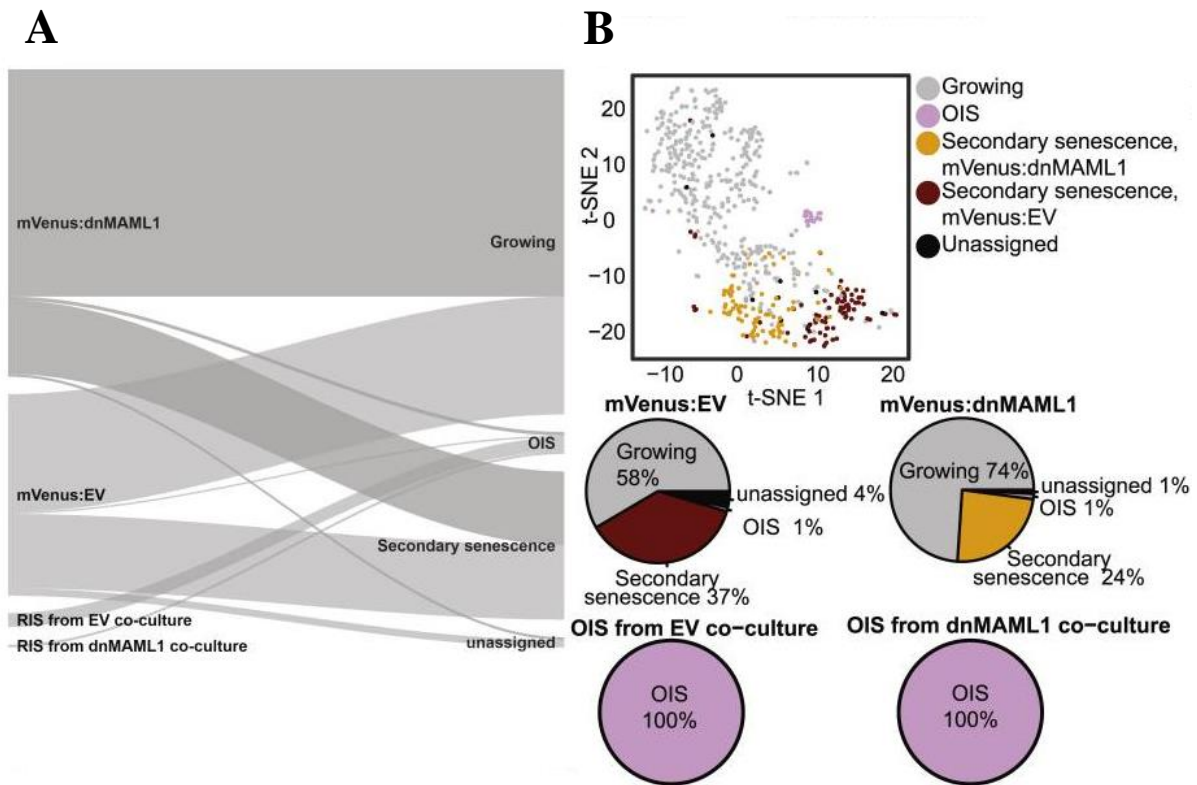 A
mVenus:dnMAML1
Growing
mVenus:EV
OIS
Secondary senescence
RIS from EV co-culture
RIS from dnMAML1 co-culture
unassigned
B
20
10
0
−10
−20
t-SNE 2
−10
0
10
20
t-SNE 1
Growing
OIS
Secondary senescence,
mVenus:dnMAML1
Secondary senescence,
mVenus:EV
Unassigned
mVenus:EV
Growing
58%
unassigned 4%
OIS 1%
Secondary
senescence 37%
mVenus:dnMAML1
Growing 74%
unassigned 1%
OIS 1%
Secondary
senescence 24%
OIS from EV co−culture
OIS
100%
OIS from dnMAML1 co−culture
OIS
100%